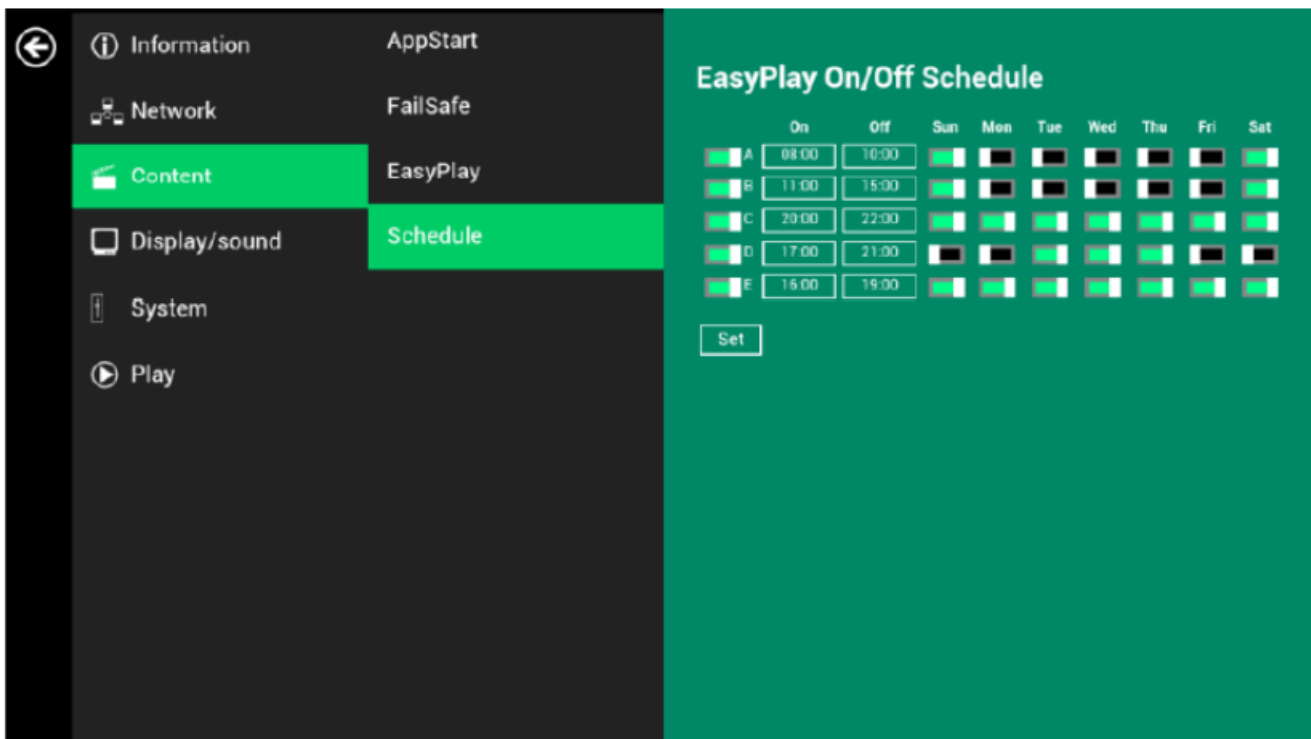 Information
Network
Content
Display/sound
System
Play
AppStart
FailSafe
EasyPlay
Schedule
EasyPlay On/Off Schedule
On Off Sun Mon Tue Wed Thu Fri Sat
A 08:00 10:00
B 11:00 15:00
C 20:00 22:00
D 17:00 21:00
E 16:00 19:00
Set